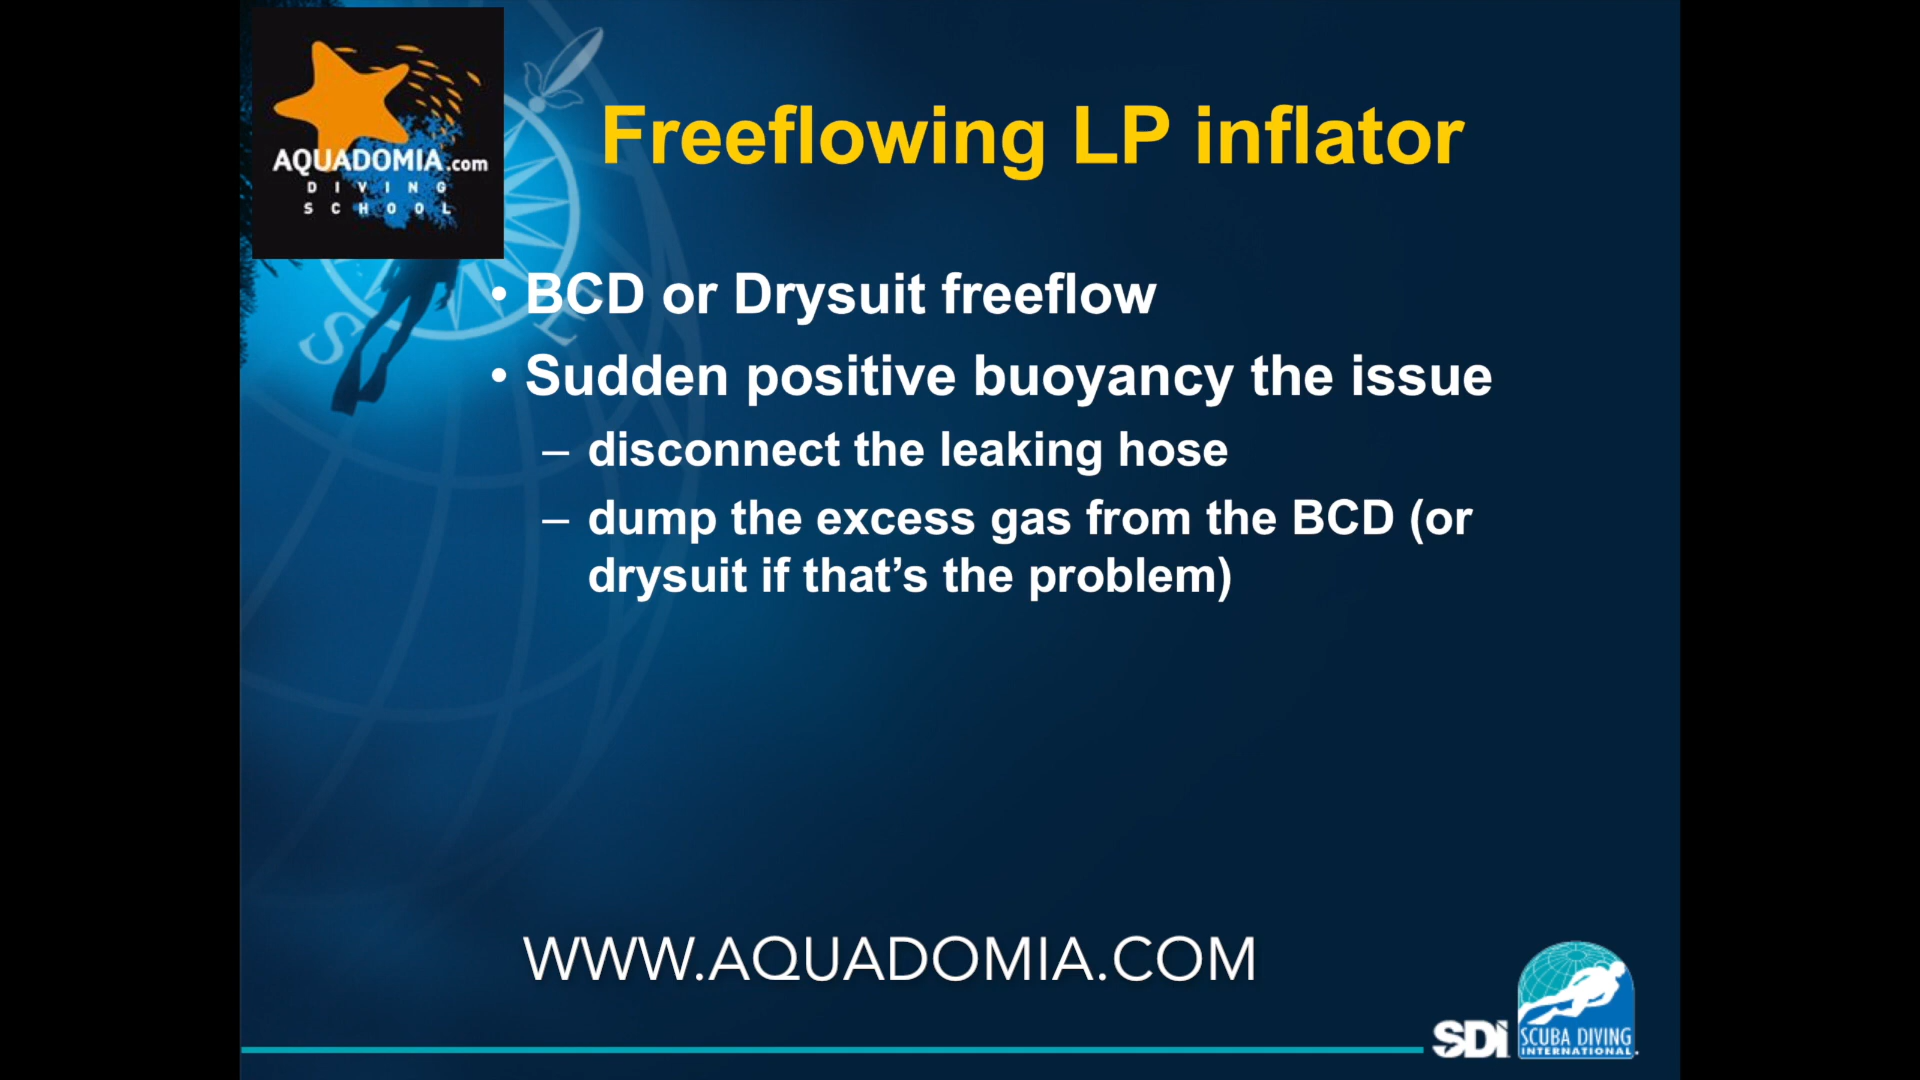 AQUADOMIA.com
DIVING
SCHOOL
Freeflowing LP inflator
• BCD or Drysuit freeflow
• Sudden positive buoyancy the issue
– disconnect the leaking hose
– dump the excess gas from the BCD (or
drysuit if that’s the problem)
S
E
WWW.AQUADOMIA.COM
SDI
SCUBA DIVING
INTERNATIONAL.